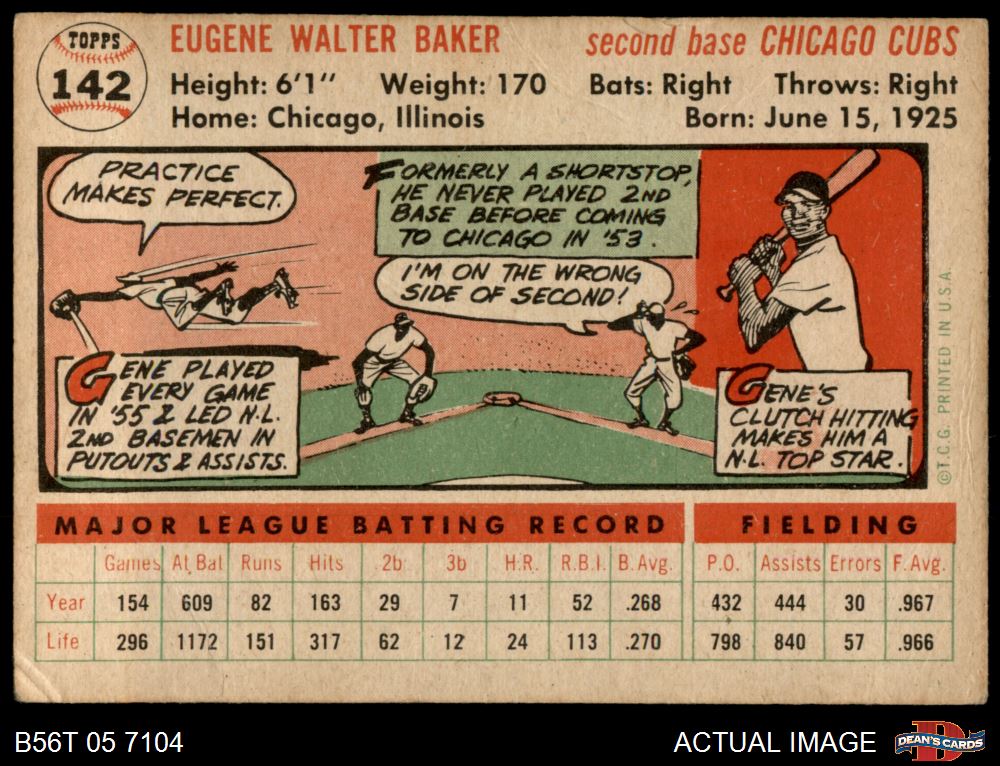 TOPPS
142
EUGENE WALTER BAKER
second base CHICAGO CUBS
Height: 6'1" Weight: 170 Bats: Right Throws: Right
Home: Chicago, Illinois Born: June 15, 1925
PRACTICE
MAKES PERFECT.
FORMERLY A SHORTSTOP,
HE NEVER PLAYED 2ND
BASE BEFORE COMING
TO CHICAGO IN '53.
I'M ON THE WRONG
SIDE OF SECOND!
GENE PLAYED
EVERY GAME
IN '55 & LED N.L.
2ND BASEMEN IN
PUTOUTS & ASSISTS.
GENE'S
CLUTCH HITTING
MAKES HIM A
N.L. TOP STAR.
©T.C.G. PRINTED IN U.S.A.
MAJOR LEAGUE BATTING RECORD FIELDING
Games At Bat Runs Hits 2b 3b H.R. R.B.I. B. Avg. P.O. Assists Errors F. Avg.
Year 154 609 82 163 29 7 11 52 .268 432 444 30 .967
Life 296 1172 151 317 62 12 24 113 .270 798 840 57 .966
B56T 05 7104
ACTUAL IMAGE
DEAN'S CARDS